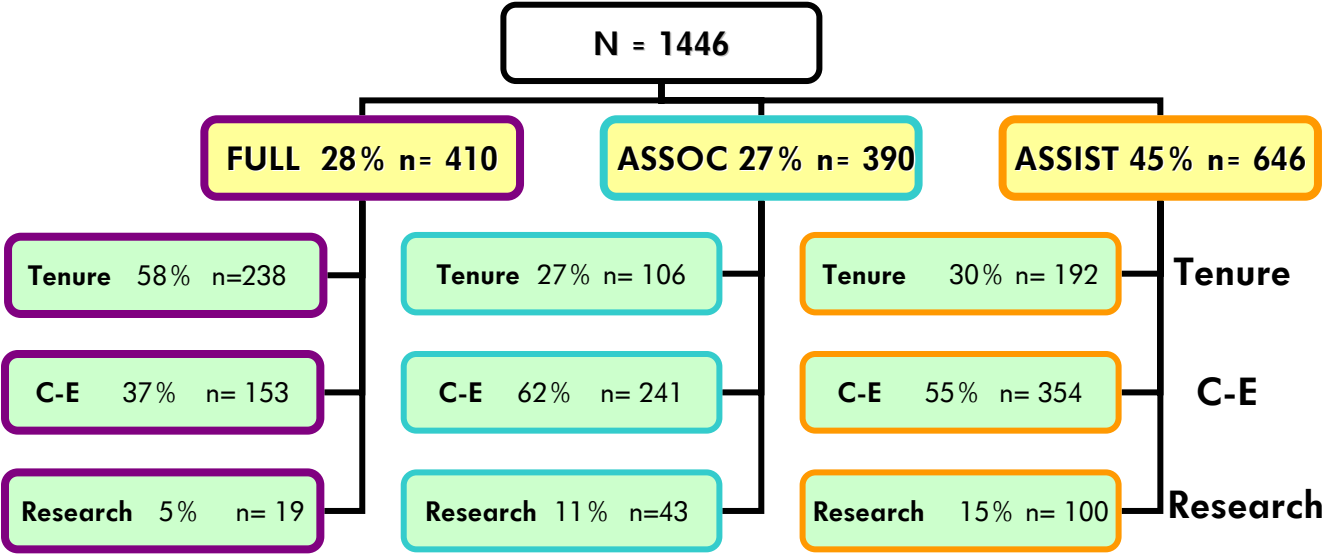 N = 1446
FULL 28% n= 410
ASSOC 27% n= 390
ASSIST 45% n= 646
Tenure 58% n=238
Tenure 27% n= 106
Tenure 30% n= 192
Tenure
C-E 37% n= 153
C-E 62% n= 241
C-E 55% n= 354
C-E
Research 5% n= 19
Research 11% n=43
Research 15% n= 100
Research